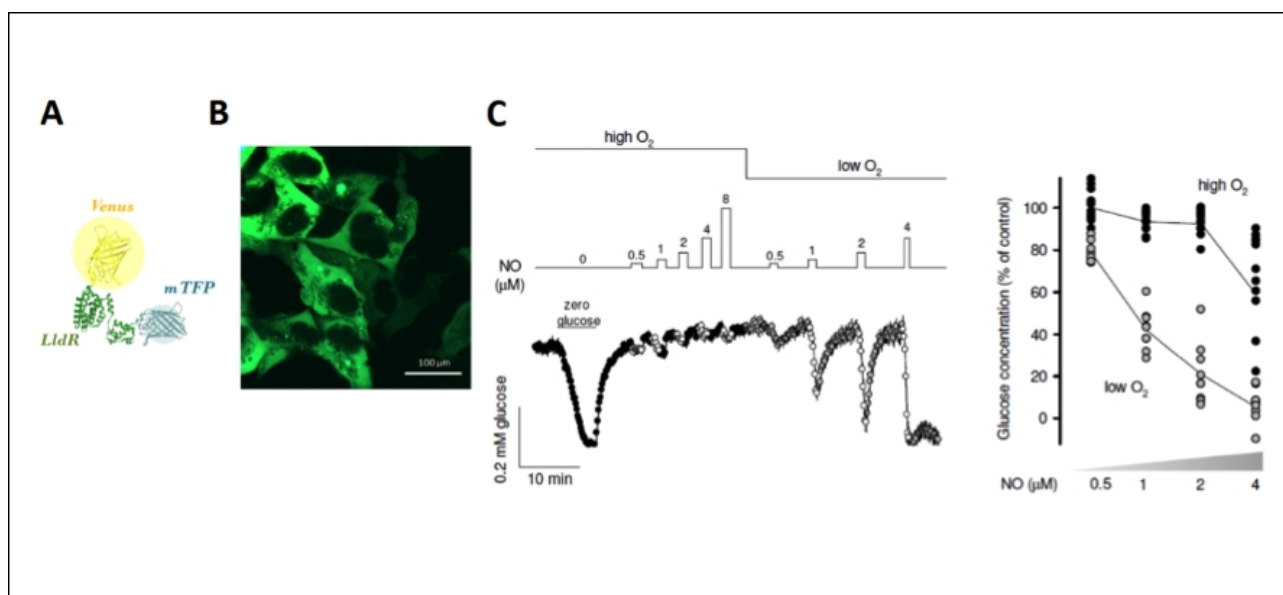 A
B
C
Venus
mTFP
LldR
100 µm
high O2
low O2
0
0.5
1
2
4
8
0.5
1
2
4
NO
(µM)
zero
glucose
0.2 mM glucose
10 min
Glucose concentration (% of control)
100
80
60
40
20
0
high O2
low O2
NO (µM) 0.5 1 2 4